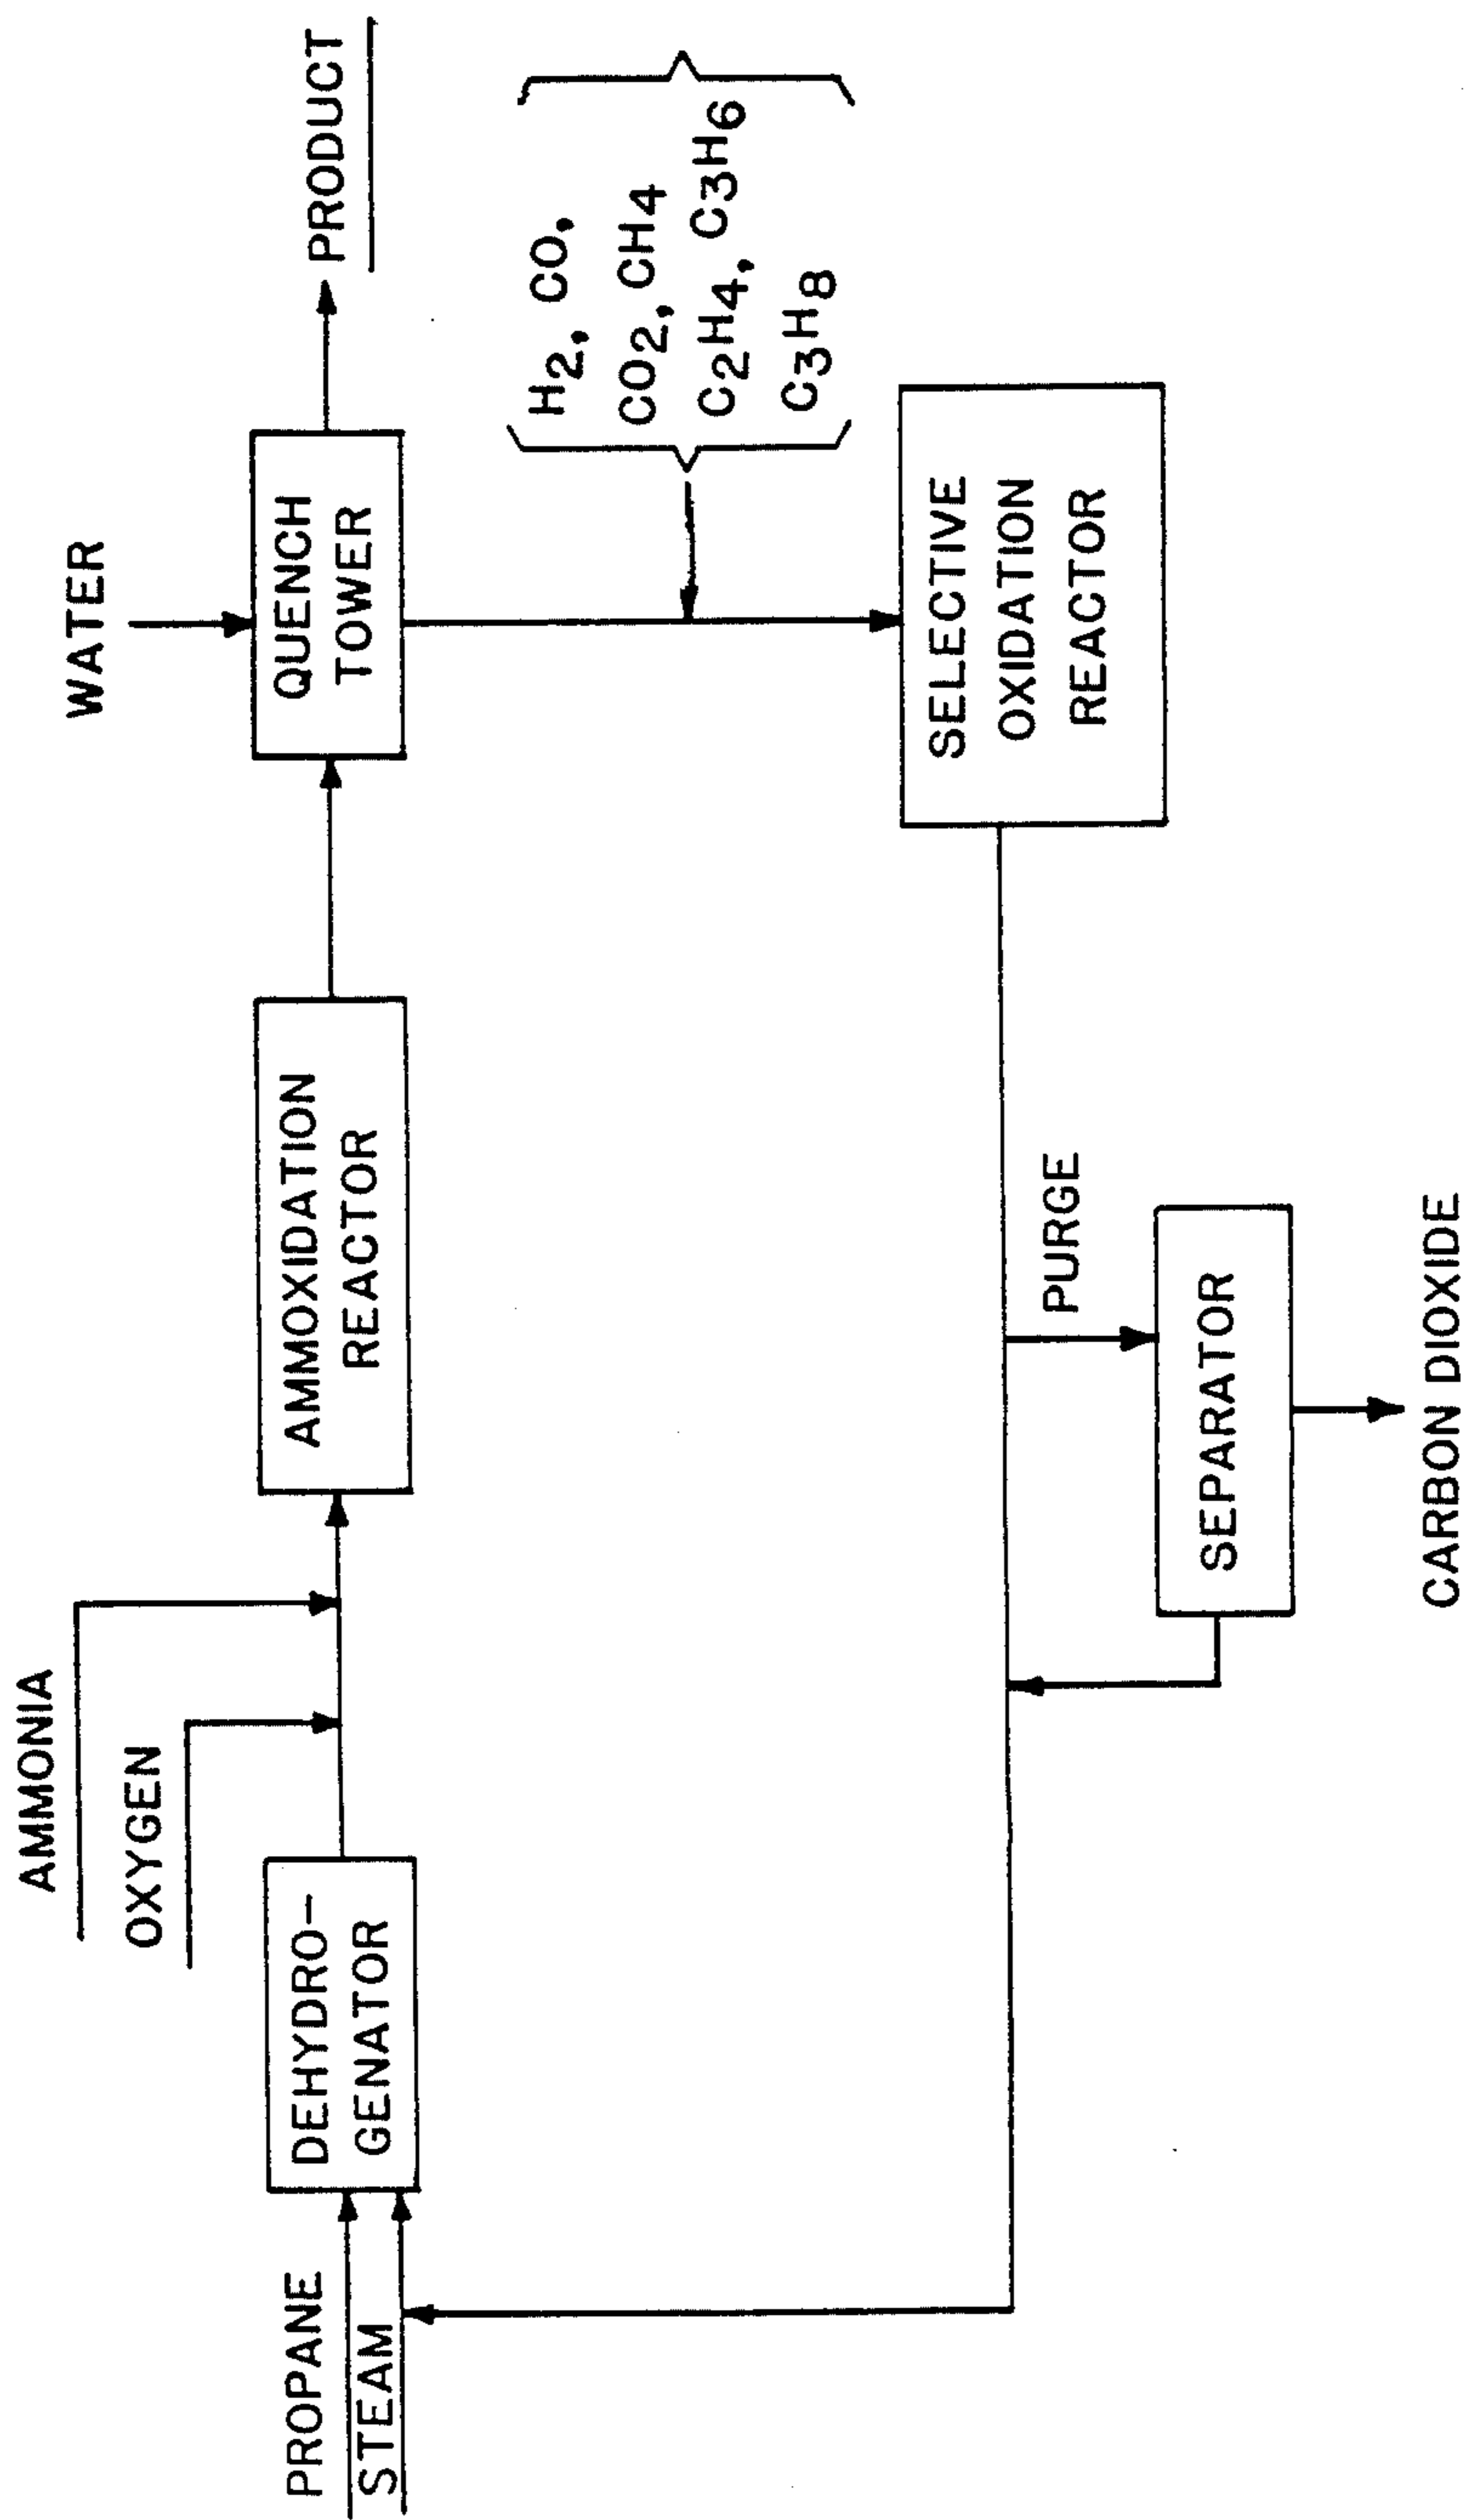 AMMONIA
OXYGEN
WATER
PROPANE
STEAM
DEHYDRO-
GENATOR
AMMOXIDATION
REACTOR
QUENCH
TOWER
PRODUCT
H2, CO,
CO2, CH4
C2H4, C3H6
C3H8
SELECTIVE
OXIDATION
REACTOR
PURGE
SEPARATOR
CARBON DIOXIDE